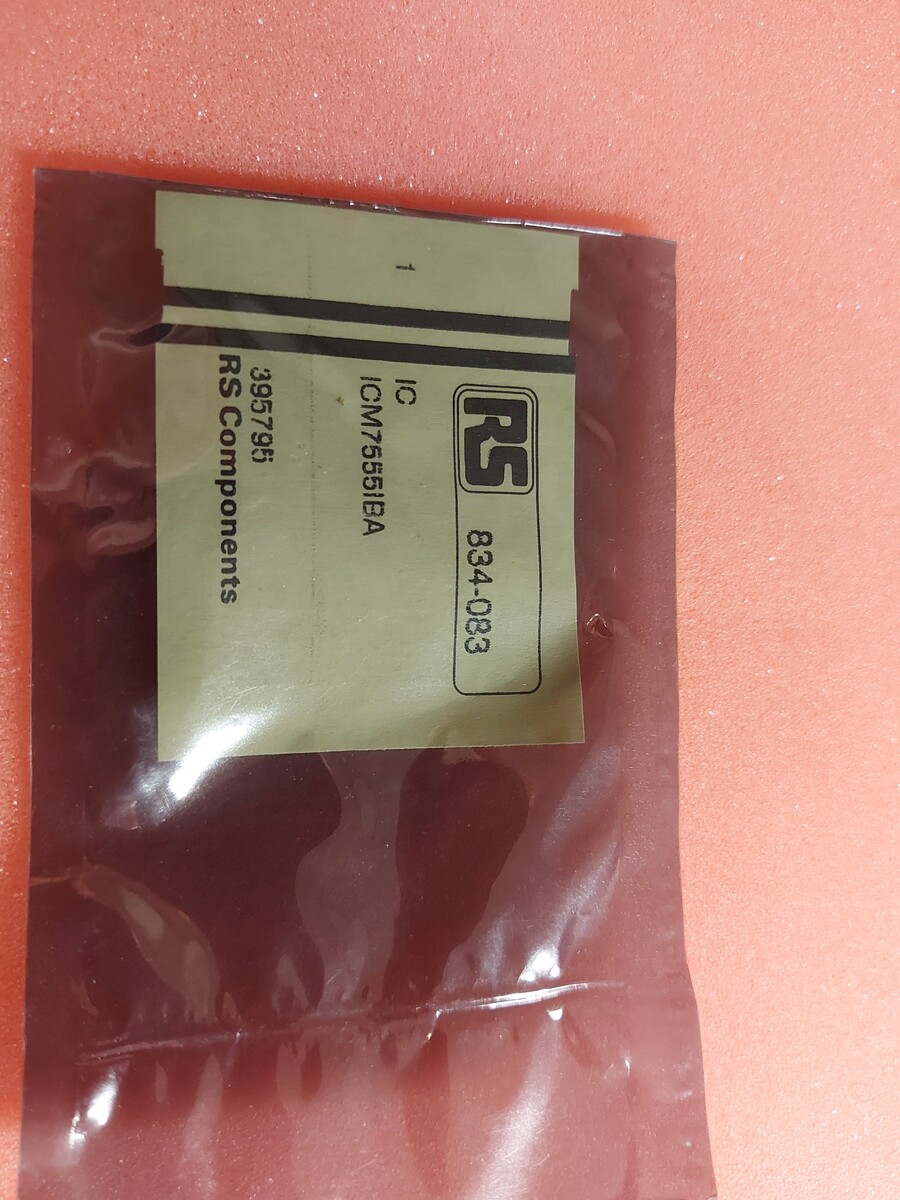 1
RS 834-083
IC
ICM7555IBA
395795
RS Components